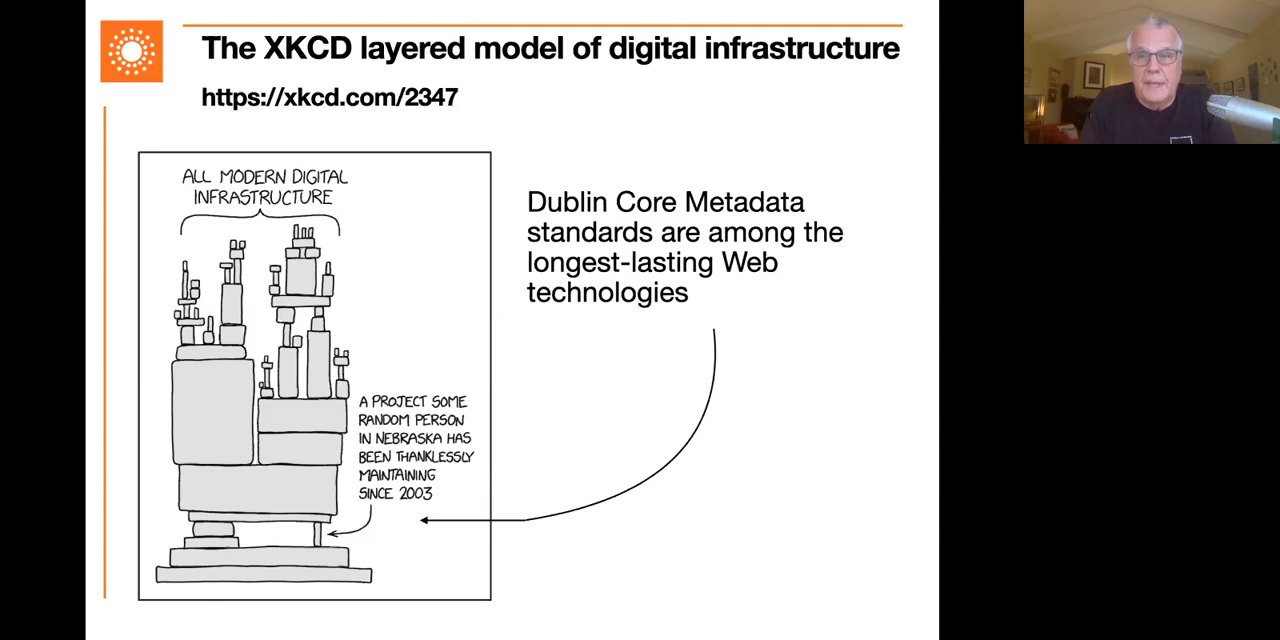 The XKCD layered model of digital infrastructure
https://xkcd.com/2347
ALL MODERN DIGITAL
INFRASTRUCTURE
Dublin Core Metadata
standards are among the
longest-lasting Web
technologies
A PROJECT SOME
RANDOM PERSON
IN NEBRASKA HAS
BEEN THANKLESSLY
MAINTAINING
SINCE 2003